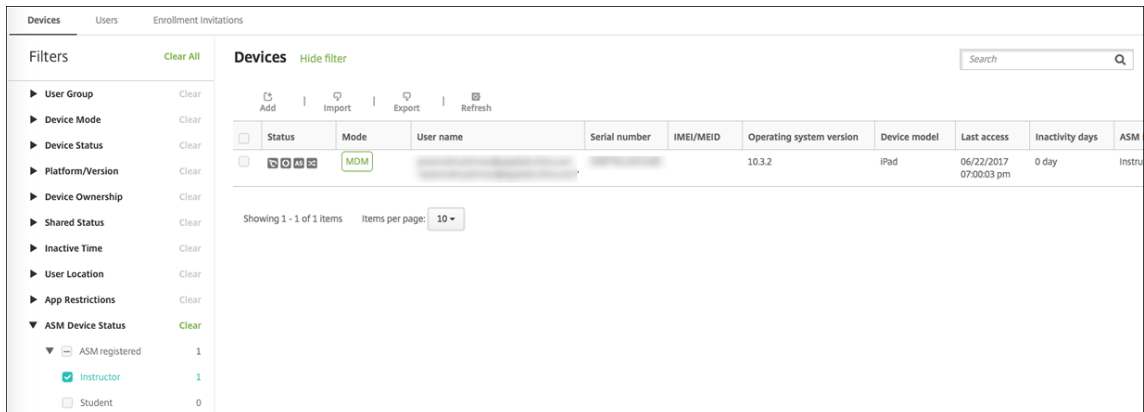 Devices Users Enrollment Invitations
Filters Clear All
User Group Clear
Device Mode Clear
Device Status Clear
Platform/Version Clear
Device Ownership Clear
Shared Status Clear
Inactive Time Clear
User Location Clear
App Restrictions Clear
ASM Device Status Clear
ASM registered 1
Instructor 1
Student 0
Devices Hide filter
Search
Add | Import | Export | Refresh
Status Mode User name Serial number IMEI/MEID Operating system version Device model Last access Inactivity days ASM
AS MDM 10.3.2 iPad 06/22/2017 0 day Instru
07:00:03 pm
Showing 1 - 1 of 1 items Items per page: 10